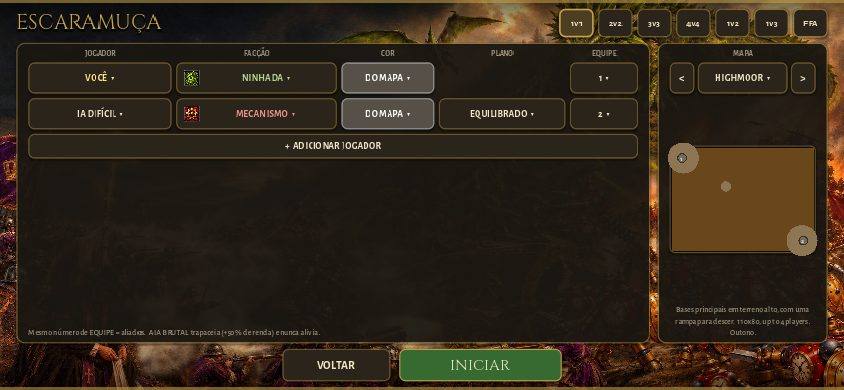 ESCARAMUÇA
1v1 2v2 3v3 4v4 1v2 1v3 FFA
JOGADOR FACÇÃO COR PLANO EQUIPE
VOCÊ NINHADA DO MAPA 1
IA DIFÍCIL MECANISMO DO MAPA EQUILIBRADO 2
+ ADICIONAR JOGADOR
Mesmo número de EQUIPE = aliados. A IA BRUTAL trapaceia (+50% de renda) e nunca alivia.
MAPA
< HIGHMOOR >
Bases principais em terreno alto, com uma
rampa para descer. 110x80, up to 4 players.
Outono.
VOLTAR INICIAR